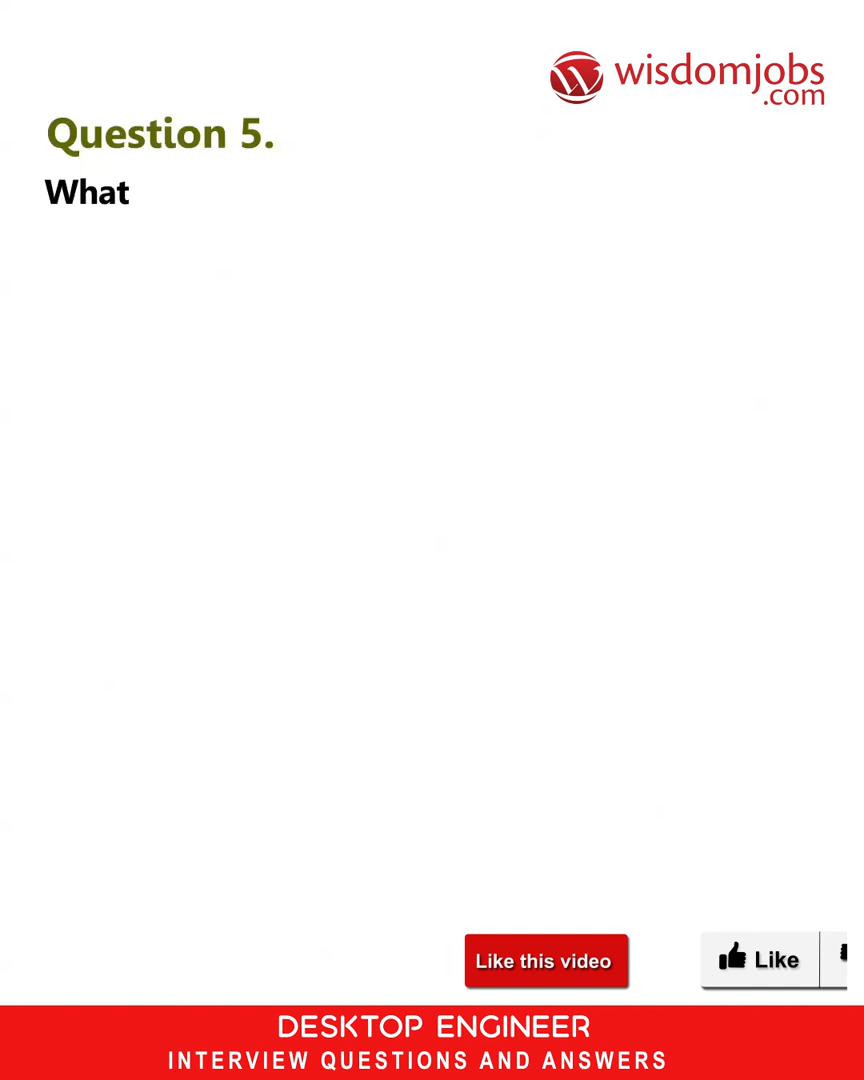 wisdomjobs
.com
Question 5.
What
Like this video
Like
DESKTOP ENGINEER
INTERVIEW QUESTIONS AND ANSWERS